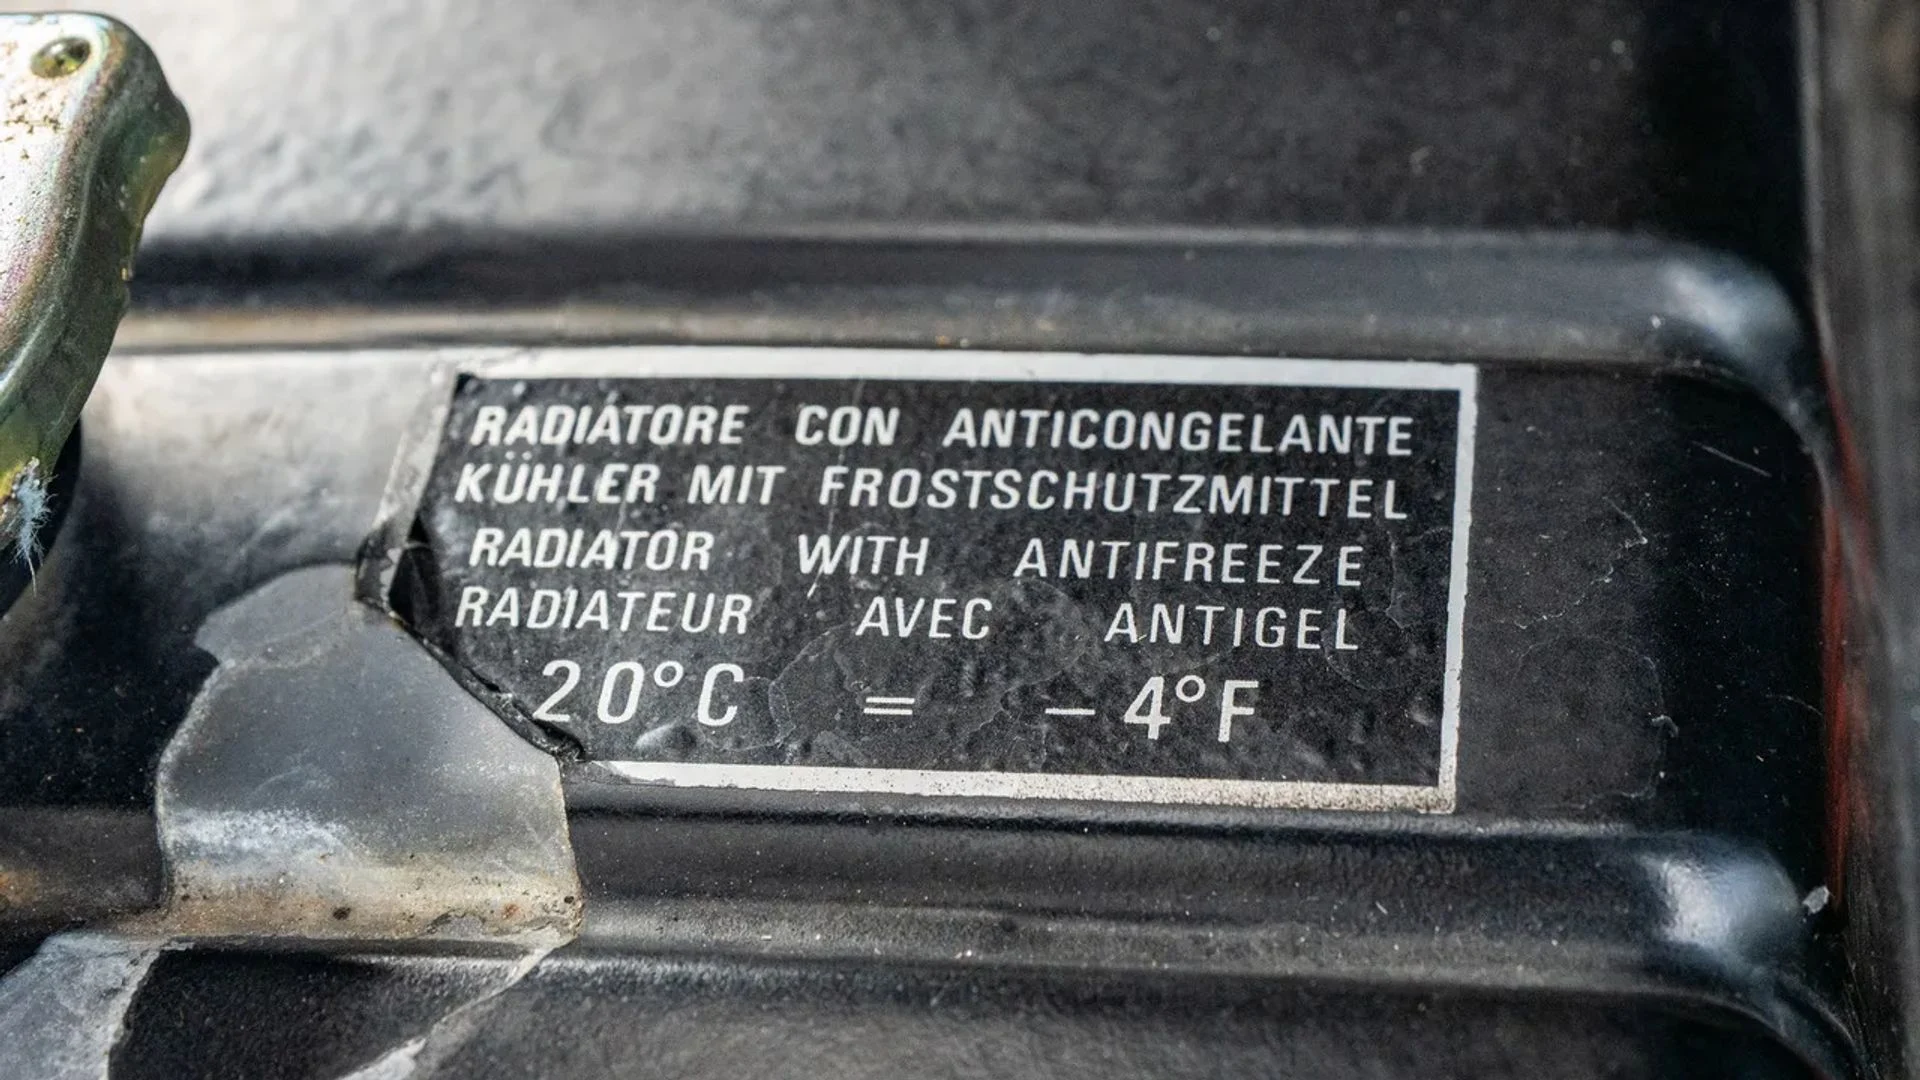 RADIATORE CON ANTICONGELANTE
KÜHLER MIT FROSTSCHUTZMITTEL
RADIATOR WITH ANTIFREEZE
RADIATEUR AVEC ANTIGEL
20°C = – 4°F